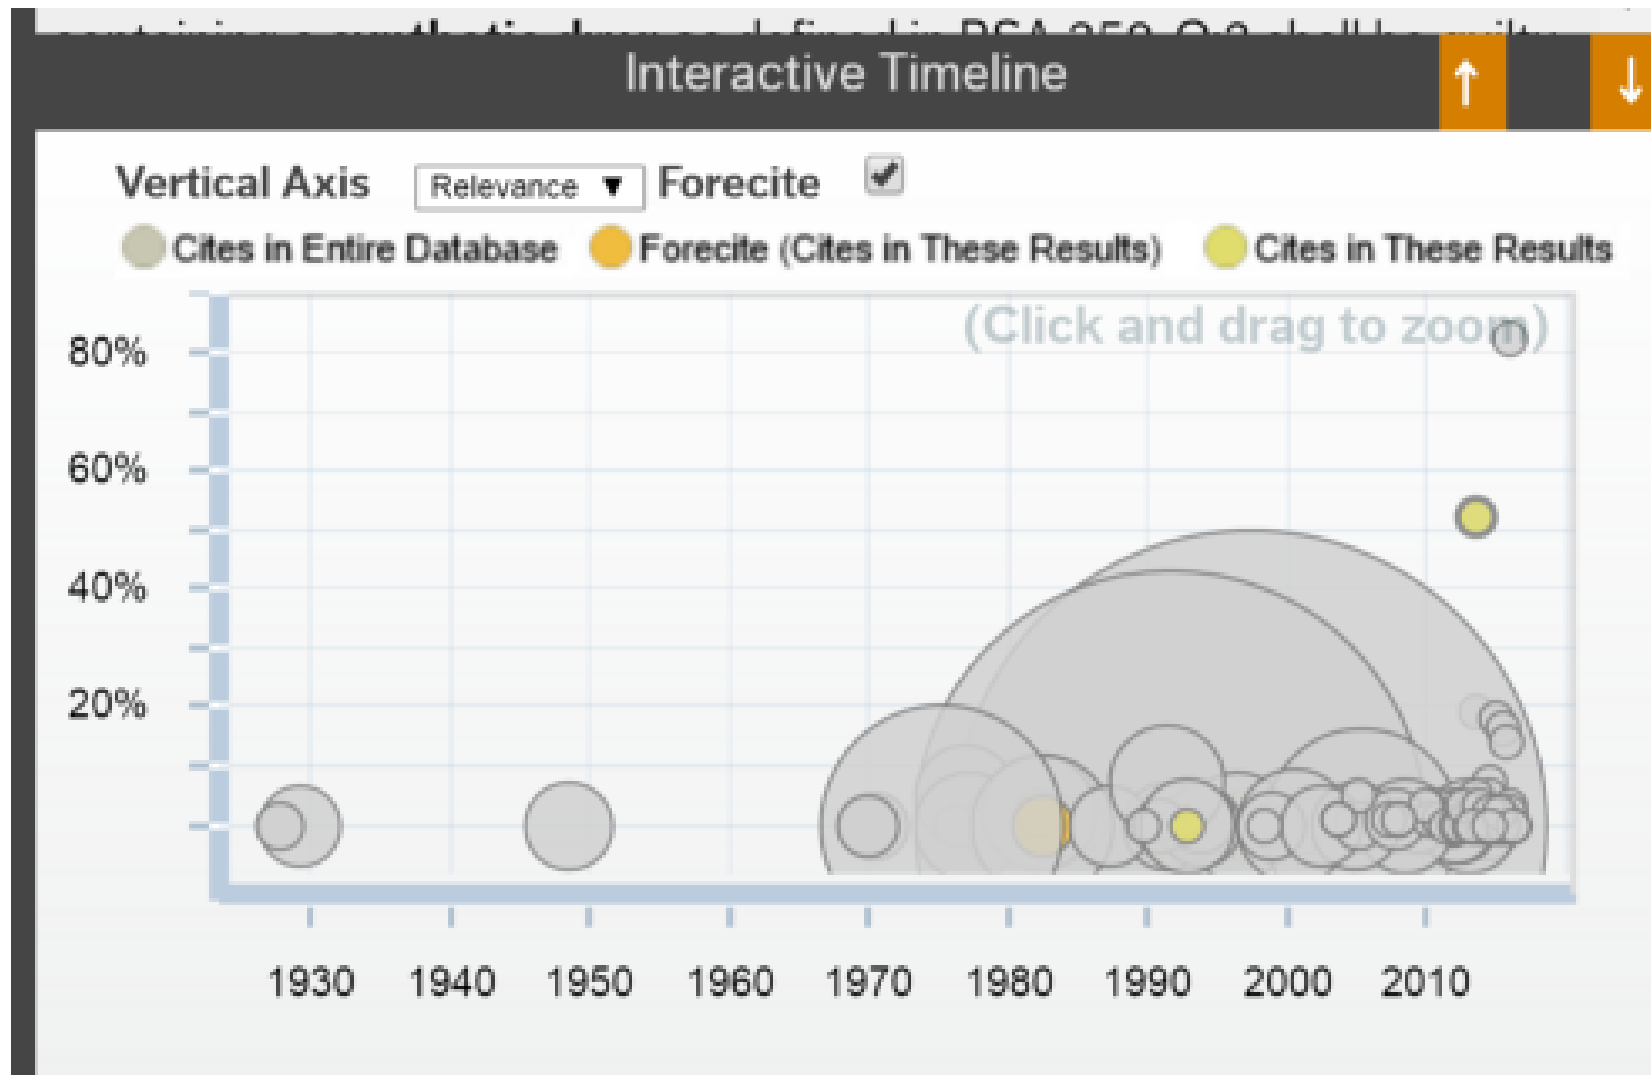 Interactive Timeline
Vertical Axis Relevance Forecite
Cites in Entire Database Forecite (Cites in These Results) Cites in These Results
(Click and drag to zoom)
80%
60%
40%
20%
1930 1940 1950 1960 1970 1980 1990 2000 2010